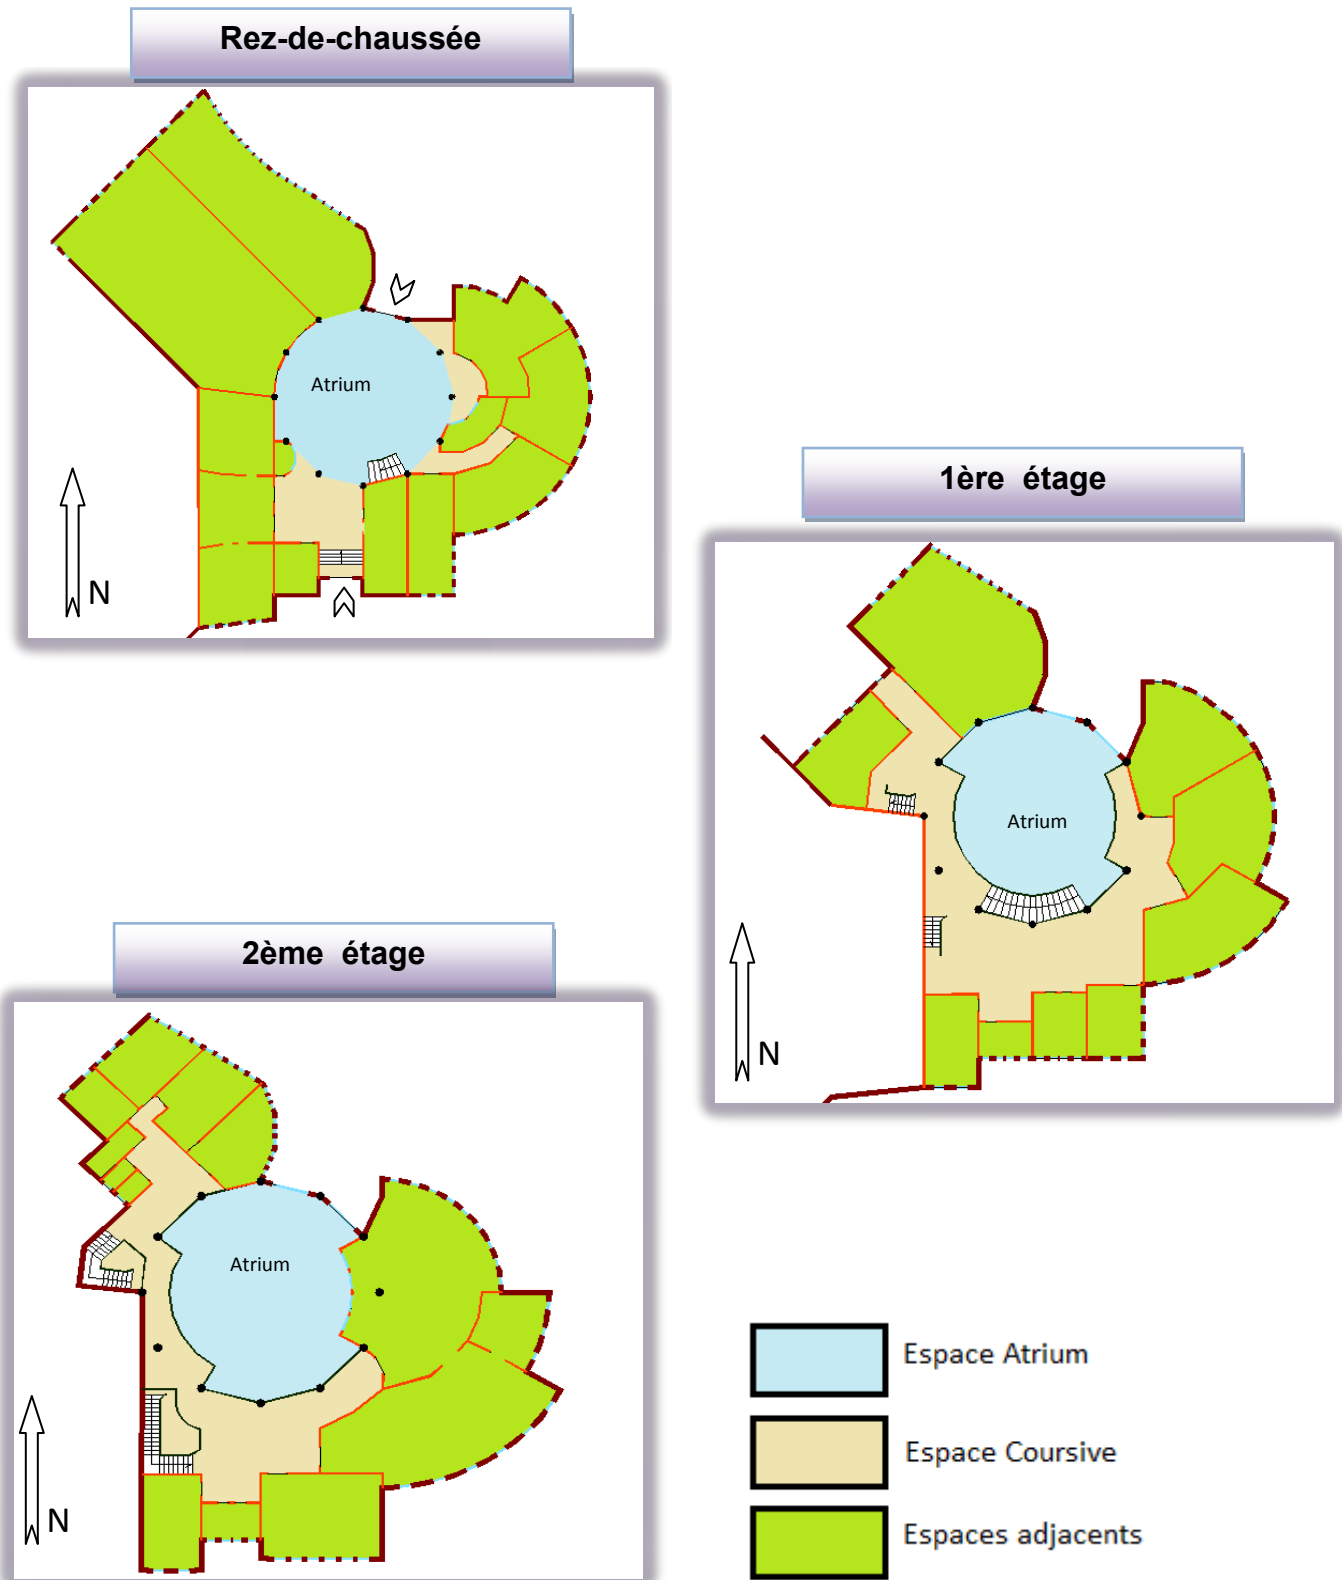 Rez-de-chaussée
Atrium
N
1ère étage
Atrium
N
2ème étage
Atrium
N
Espace Atrium
Espace Coursive
Espaces adjacents